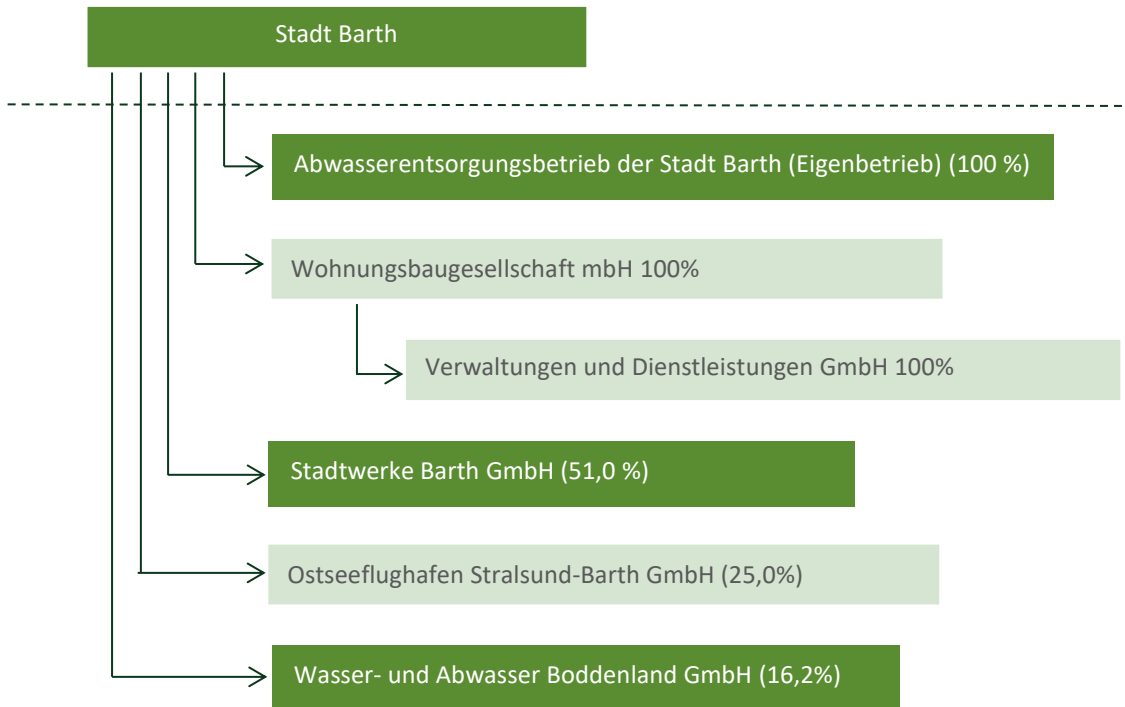 Stadt Barth
Abwasserentsorgungsbetrieb der Stadt Barth (Eigenbetrieb) (100 %)
Wohnungsbaugesellschaft mbH 100%
Verwaltungen und Dienstleistungen GmbH 100%
Stadtwerke Barth GmbH (51,0 %)
Ostseeflughafen Stralsund-Barth GmbH (25,0%)
Wasser- und Abwasser Boddenland GmbH (16,2%)